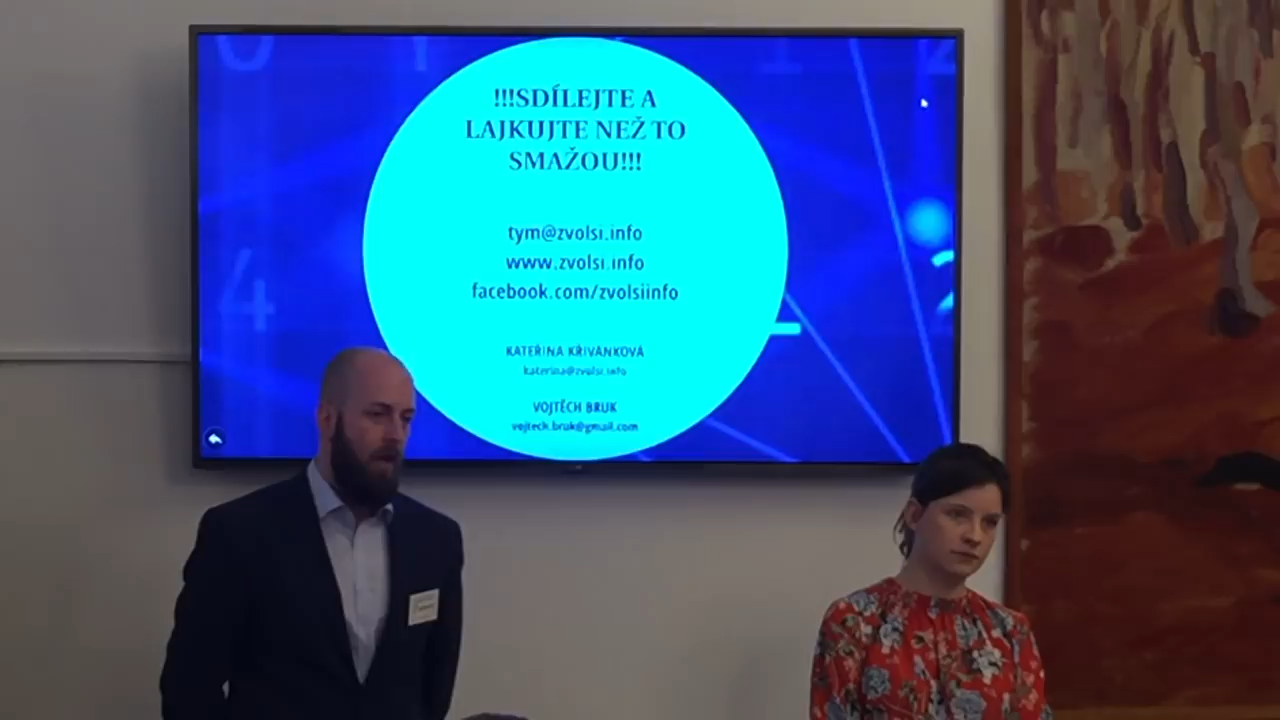 !!!SDÍLEJTE A
LAJKUJTE NEŽ TO
SMAŽOU!!!
tym@zvolsi.info
www.zvolsi.info
facebook.com/zvolsiinfo
KATEŘINA KŘIVÁNKOVÁ
katerina@zvolsi.info
VOJTĚCH BRUK
vojtech.bruk@gmail.com
4